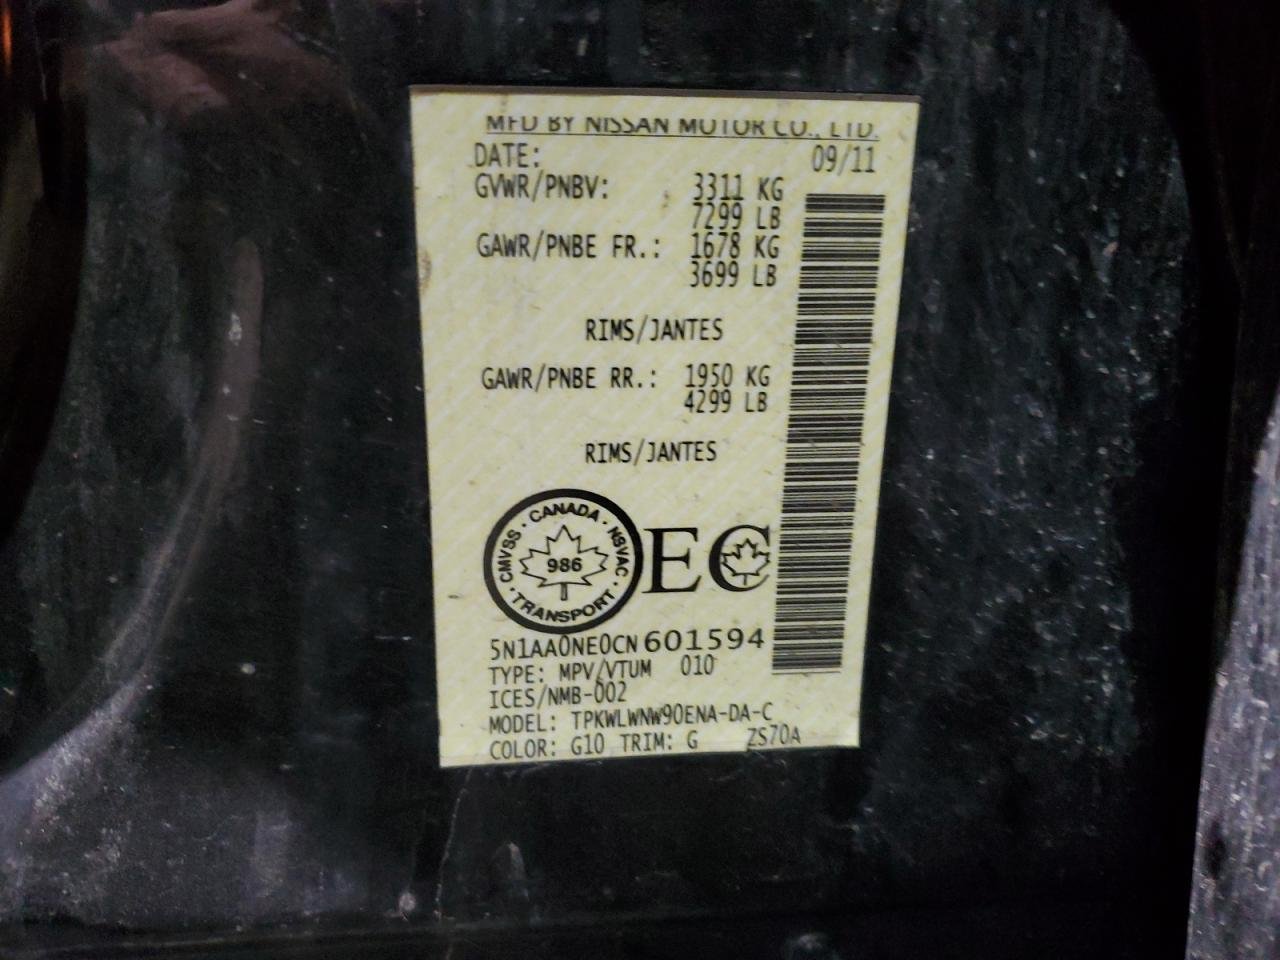 MFD BY NISSAN MOTOR CO., LTD.
DATE: 09/11
GVWR/PNBV: 3311 KG
7299 LB
GAWR/PNBE FR.: 1678 KG
3699 LB
RIMS/JANTES
GAWR/PNBE RR.: 1950 KG
4299 LB
RIMS/JANTES
CMVSS · CANADA · NSVAC · TRANSPORT ·
986
EC
5N1AA0NE0CN601594
TYPE: MPV/VTUM 010
ICES/NMB-002
MODEL: TPKWLWNW90ENA-DA-C
COLOR: G10 TRIM: G ZS70A